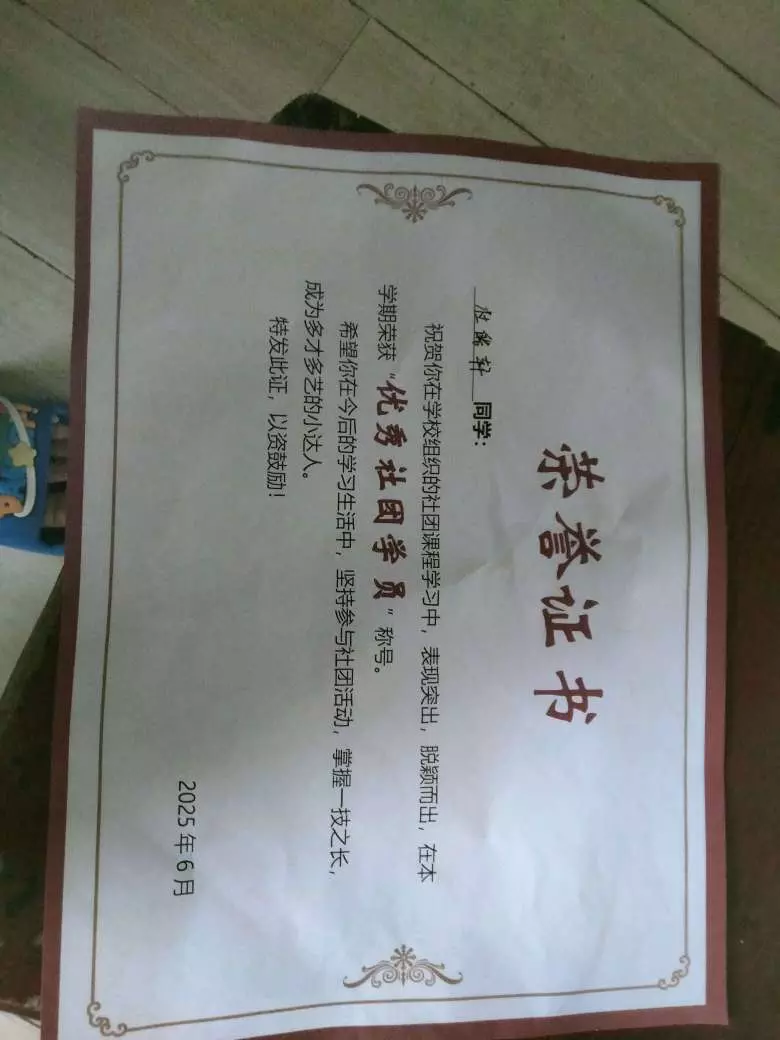 荣誉证书
轩 同学：
祝贺你在学校组织的社团课程学习中，表现突出，脱颖而出，在本
学期荣获“优秀社团学员”称号。
希望你在今后的学习生活中，坚持参与社团活动，掌握一技之长，
成为多才多艺的小达人。
特发此证，以资鼓励！
2025年6月